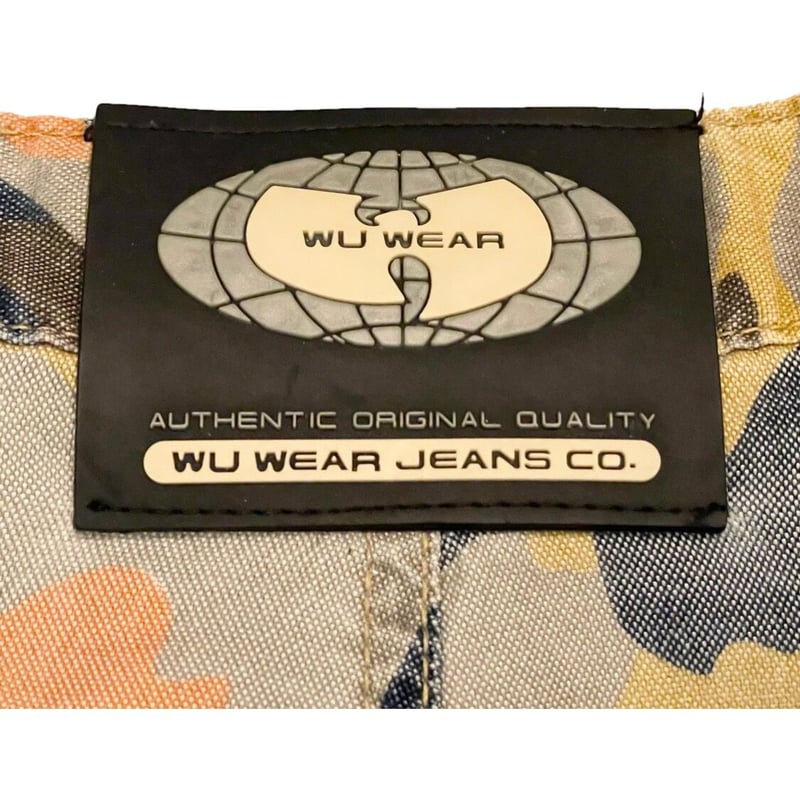 WU WEAR
AUTHENTIC ORIGINAL QUALITY
WU WEAR JEANS CO.